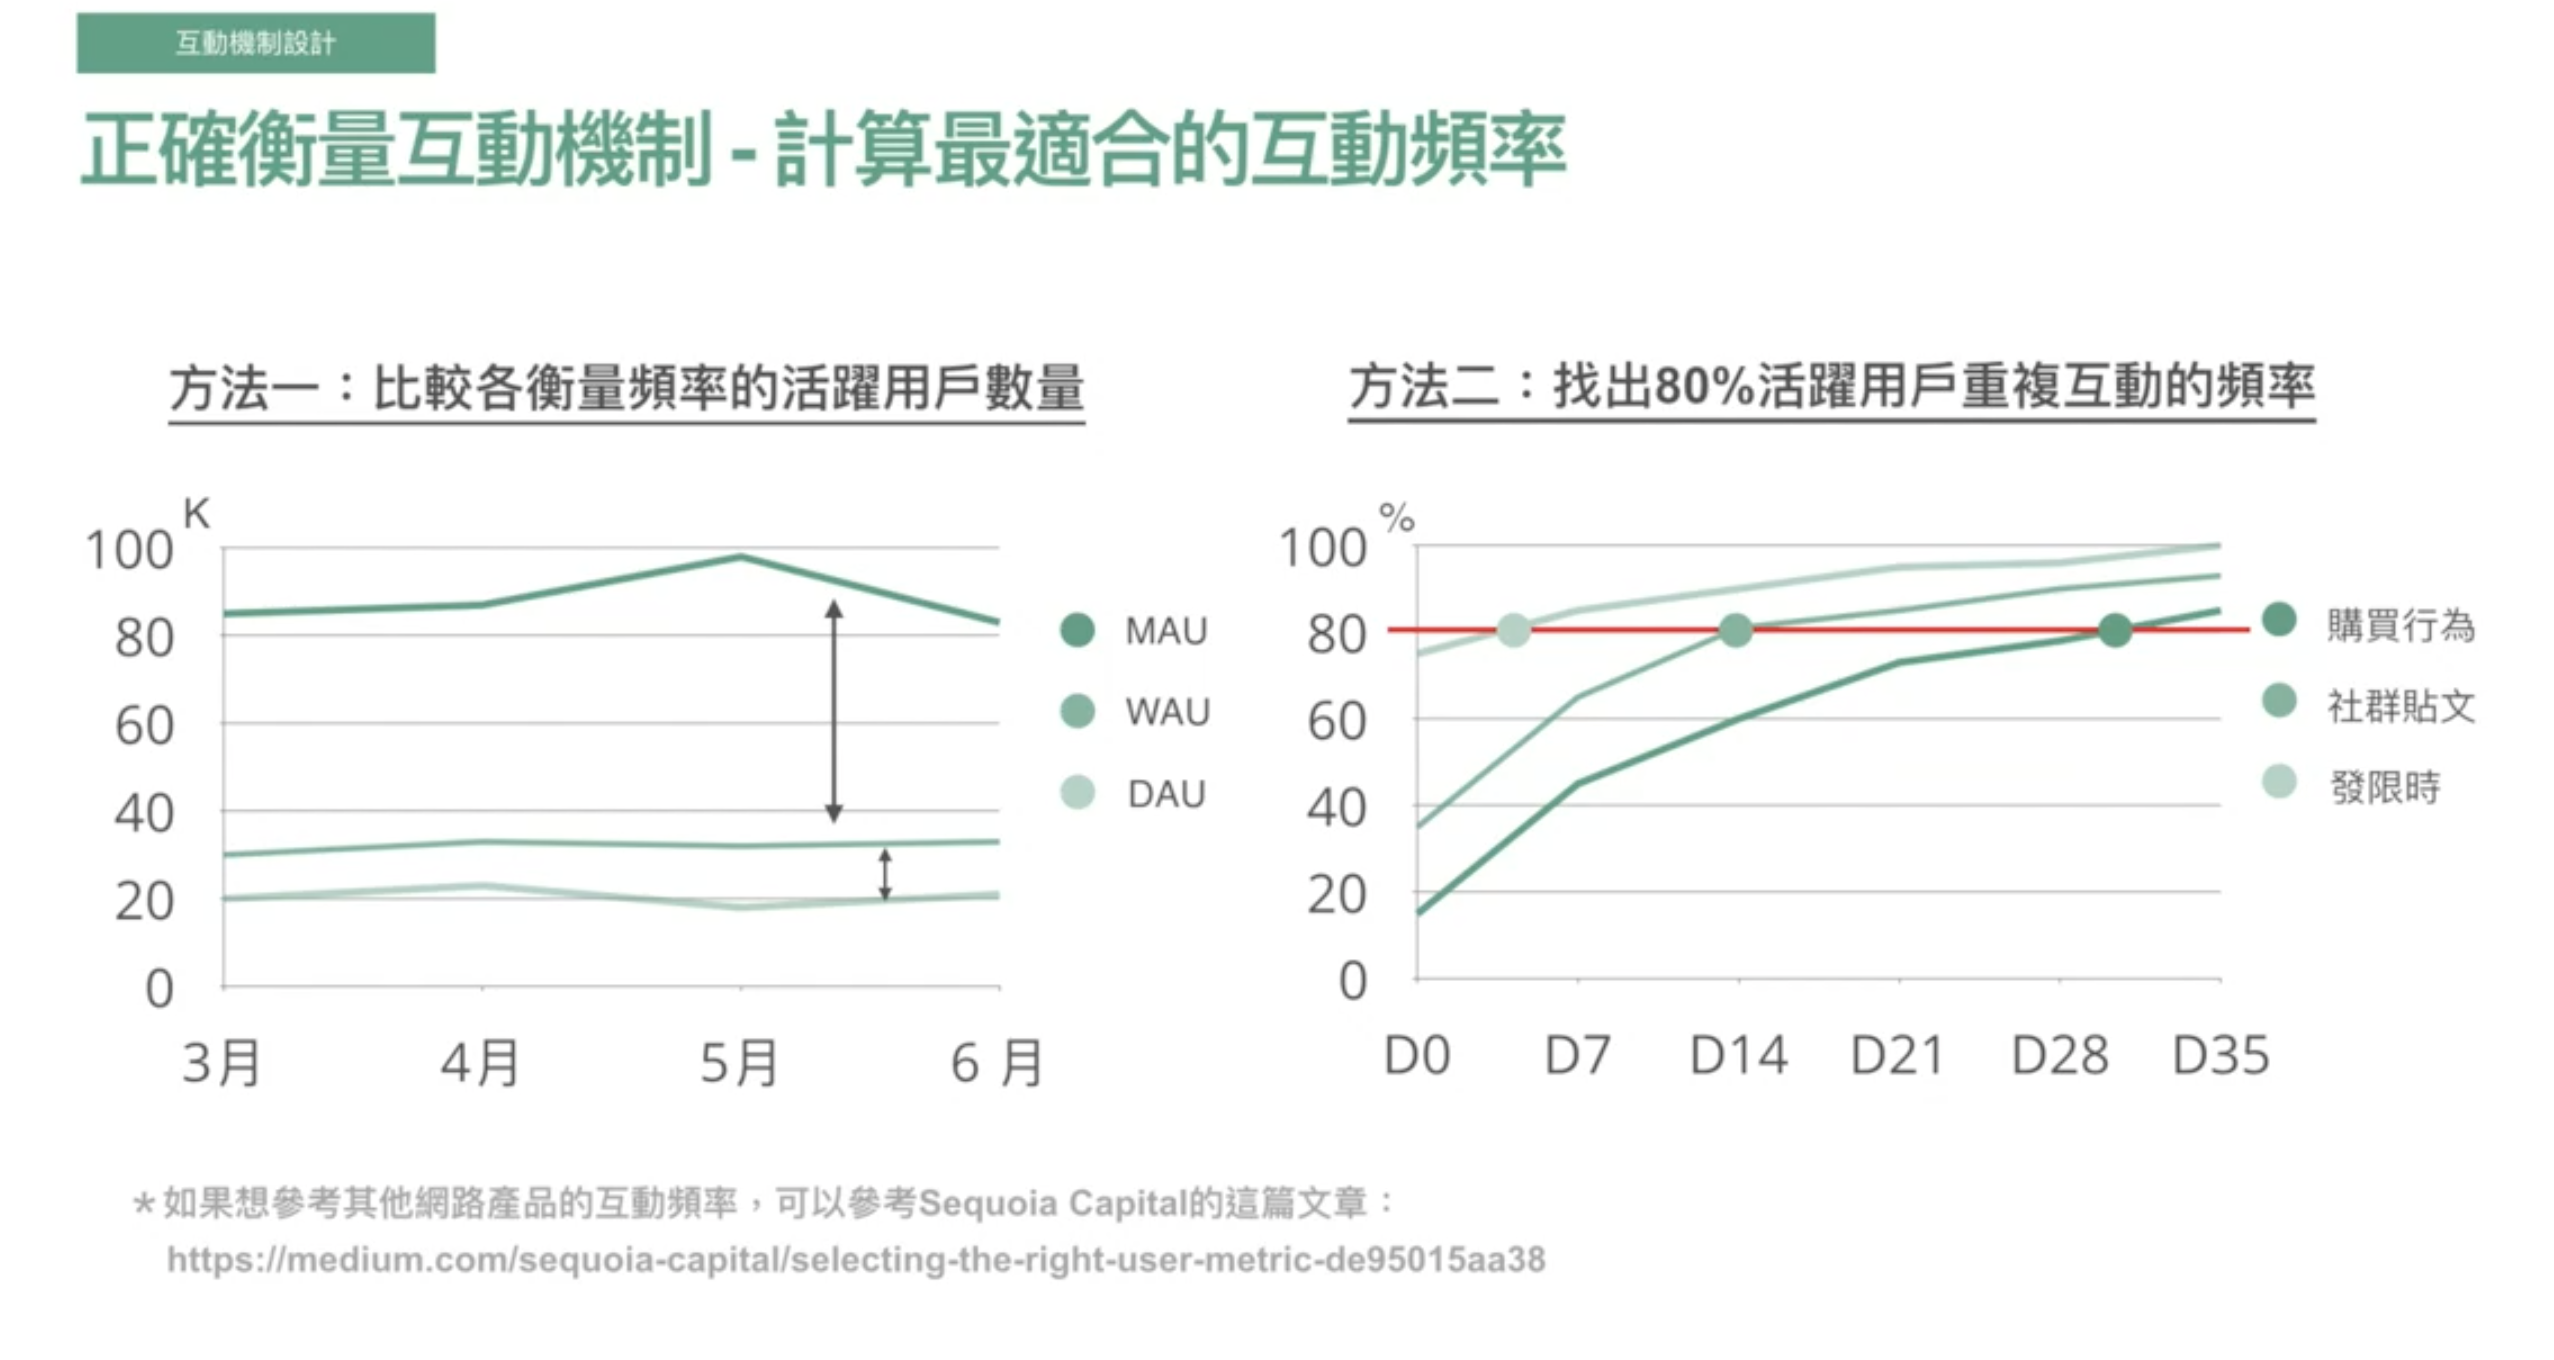 互動機制設計
正確衡量互動機制 - 計算最適合的互動頻率
方法一：比較各衡量頻率的活躍用戶數量
K
100
80
60
40
20
0
3月 4月 5月 6 月
MAU
WAU
DAU
方法二：找出80%活躍用戶重複互動的頻率
%
100
80
60
40
20
0
D0 D7 D14 D21 D28 D35
購買行為
社群貼文
發限時
*如果想參考其他網路產品的互動頻率，可以參考Sequoia Capital的這篇文章：
https://medium.com/sequoia-capital/selecting-the-right-user-metric-de95015aa38